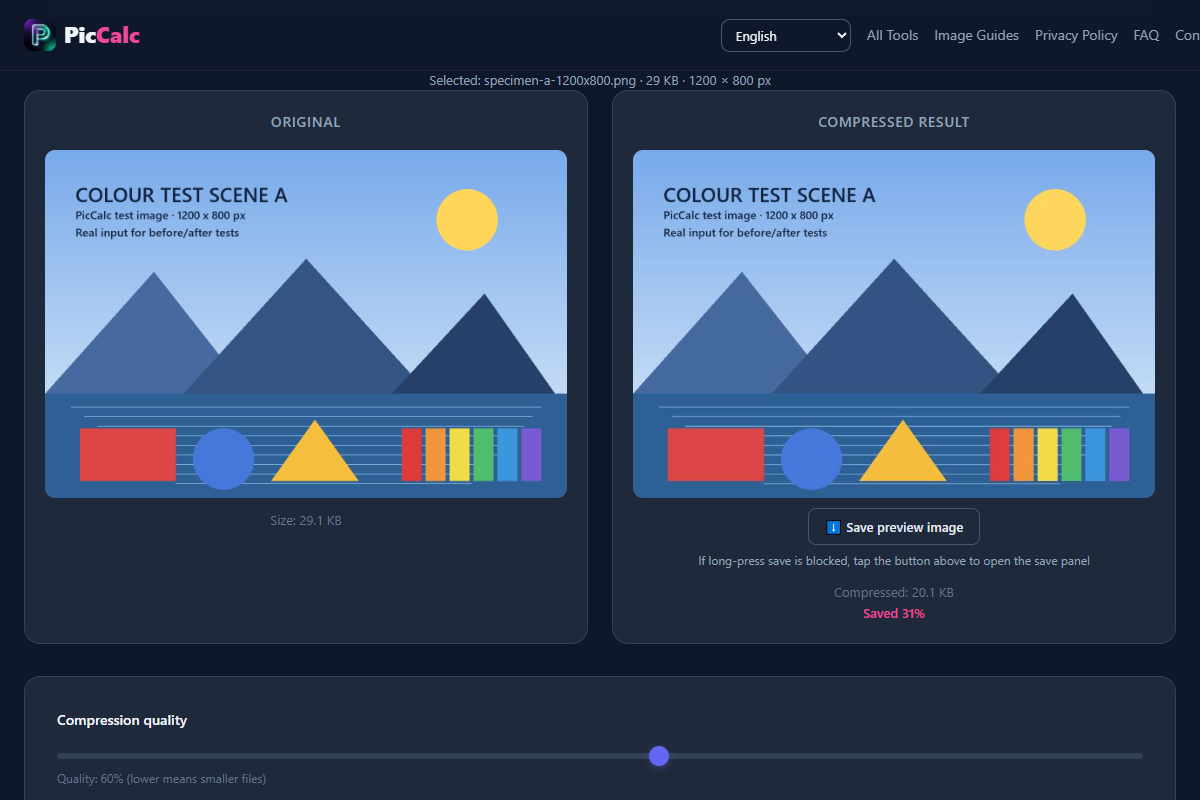 PicCalc
English
All Tools
Image Guides
Privacy Policy
FAQ
Con
Selected: specimen-a-1200x800.png · 29 KB · 1200 × 800 px
ORIGINAL
COLOUR TEST SCENE A
PicCalc test image · 1200 x 800 px
Real input for before/after tests
Size: 29.1 KB
COMPRESSED RESULT
COLOUR TEST SCENE A
PicCalc test image · 1200 x 800 px
Real input for before/after tests
Save preview image
If long-press save is blocked, tap the button above to open the save panel
Compressed: 20.1 KB
Saved 31%
Compression quality
Quality: 60% (lower means smaller files)